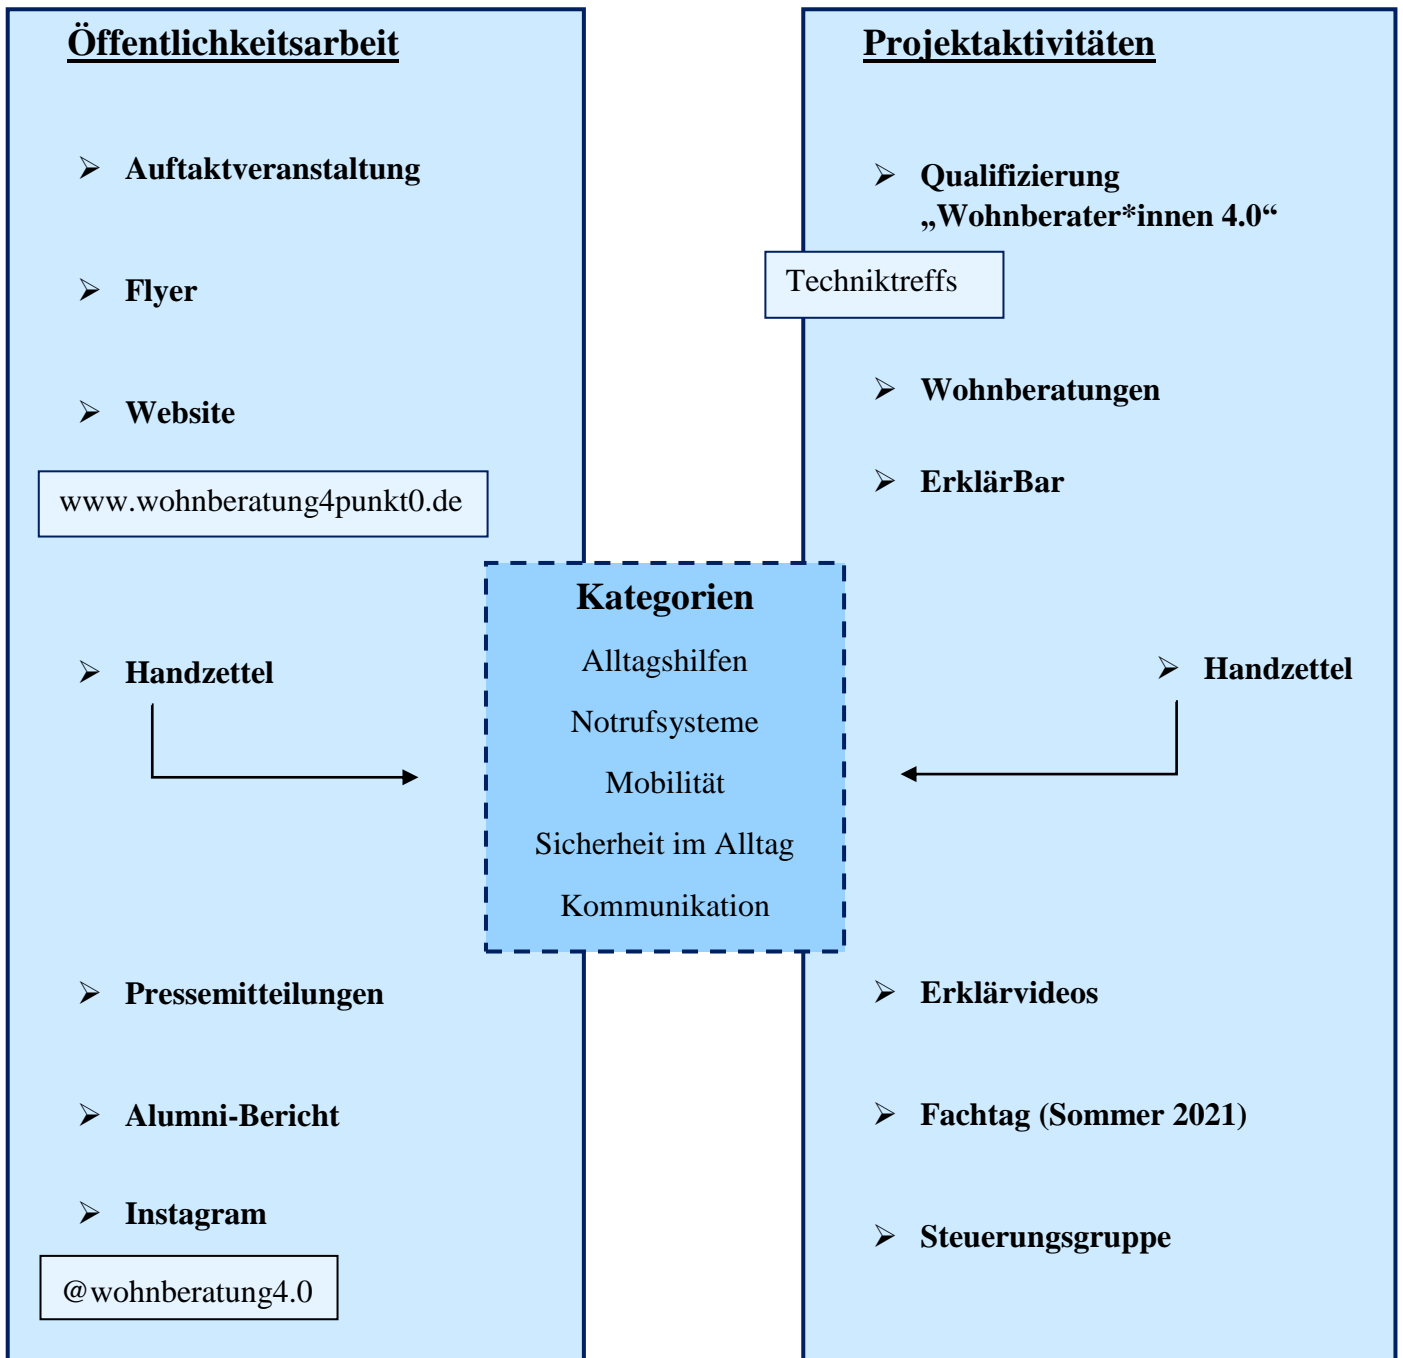 Öffentlichkeitsarbeit
➢ Auftaktveranstaltung
➢ Flyer
➢ Website
www.wohnberatung4punkt0.de
➢ Handzettel
➢ Pressemitteilungen
➢ Alumni-Bericht
➢ Instagram
@wohnberatung4.0
Kategorien
Alltagshilfen
Notrufsysteme
Mobilität
Sicherheit im Alltag
Kommunikation
Projektaktivitäten
➢ Qualifizierung
„Wohnberater*innen 4.0“
Techniktreffs
➢ Wohnberatungen
➢ ErklärBar
➢ Handzettel
➢ Erklärvideos
➢ Fachtag (Sommer 2021)
➢ Steuerungsgruppe